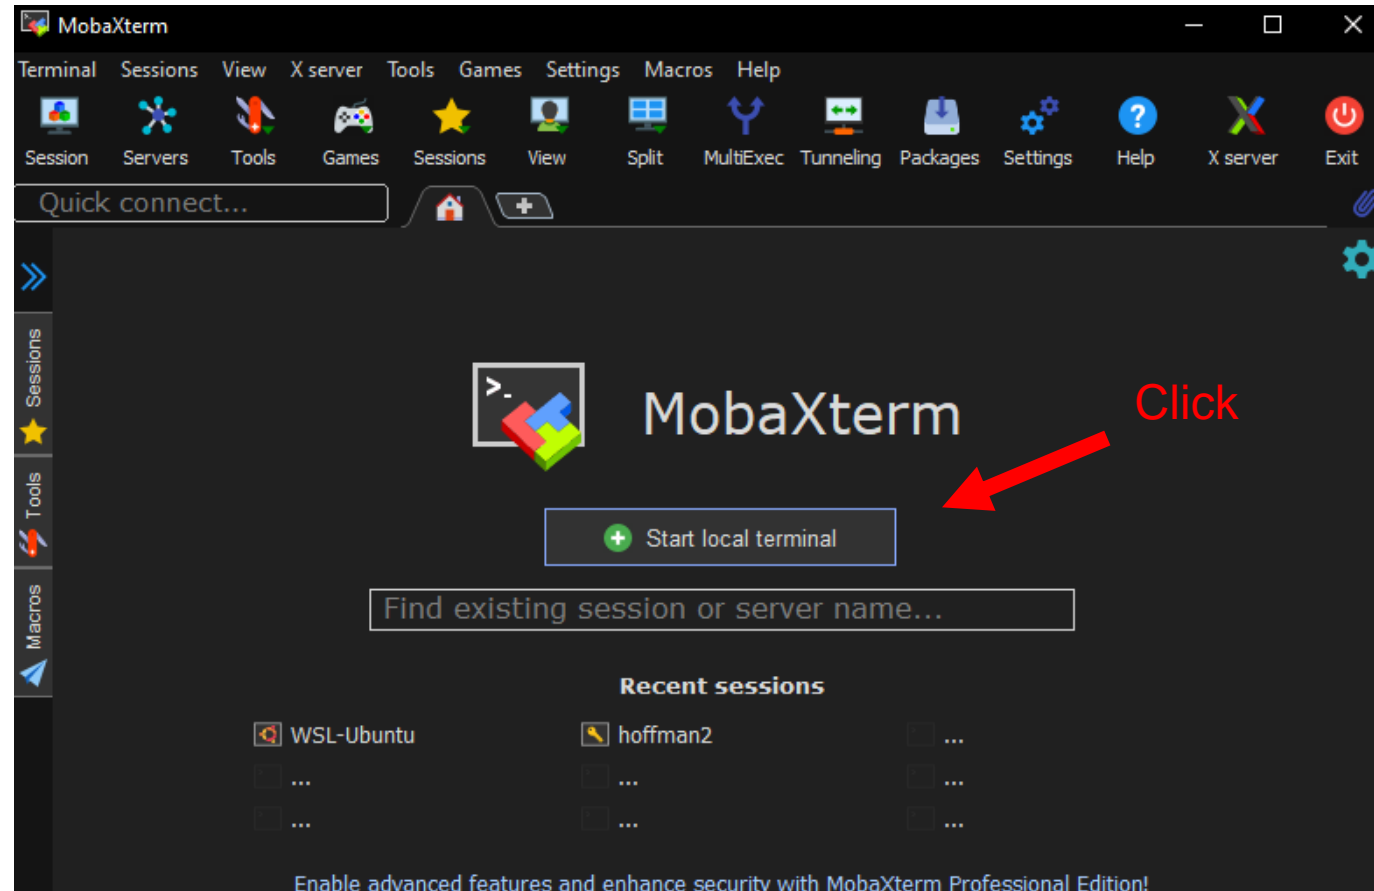 MobaXterm
Terminal Sessions View X server Tools Games Settings Macros Help
Session Servers Tools Games Sessions View Split MultiExec Tunneling Packages Settings Help X server Exit
Quick connect...
Sessions
Tools
Macros
>_
MobaXterm
Click
Start local terminal
Find existing session or server name...
Recent sessions
WSL-Ubuntu hoffman2 ...
... ... ...
... ... ...
Enable advanced features and enhance security with MobaXterm Professional Edition!